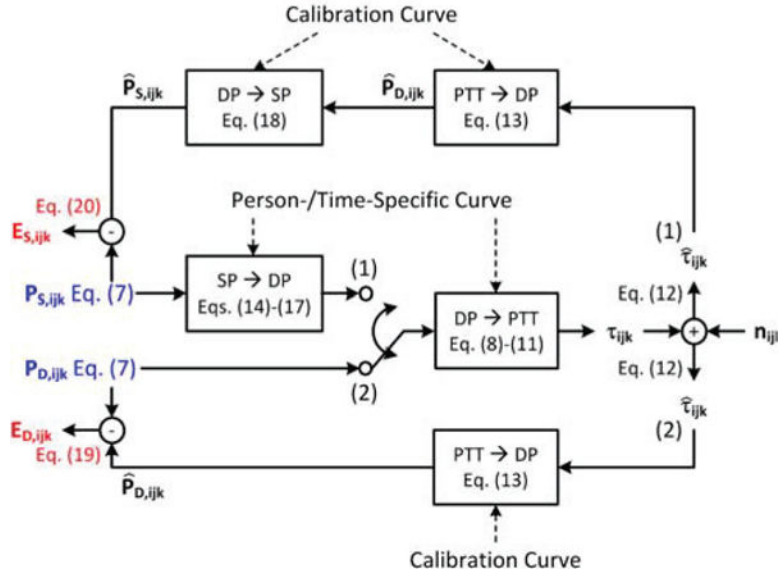 Calibration Curve
P̂S,ijk
DP → SP
Eq. (18)
P̂D,ijk
PTT → DP
Eq. (13)
Eq. (20)
ES,ijk
-
Person-/Time-Specific Curve
(1)
τ̂ijk
PS,ijk Eq. (7)
SP → DP
Eqs. (14)-(17)
(1)
DP → PTT
Eq. (8)-(11)
τijk
Eq. (12)
+
nijl
Eq. (12)
PD,ijk Eq. (7)
(2)
τ̂ijk
(2)
ED,ijk
-
Eq. (19)
P̂D,ijk
PTT → DP
Eq. (13)
Calibration Curve